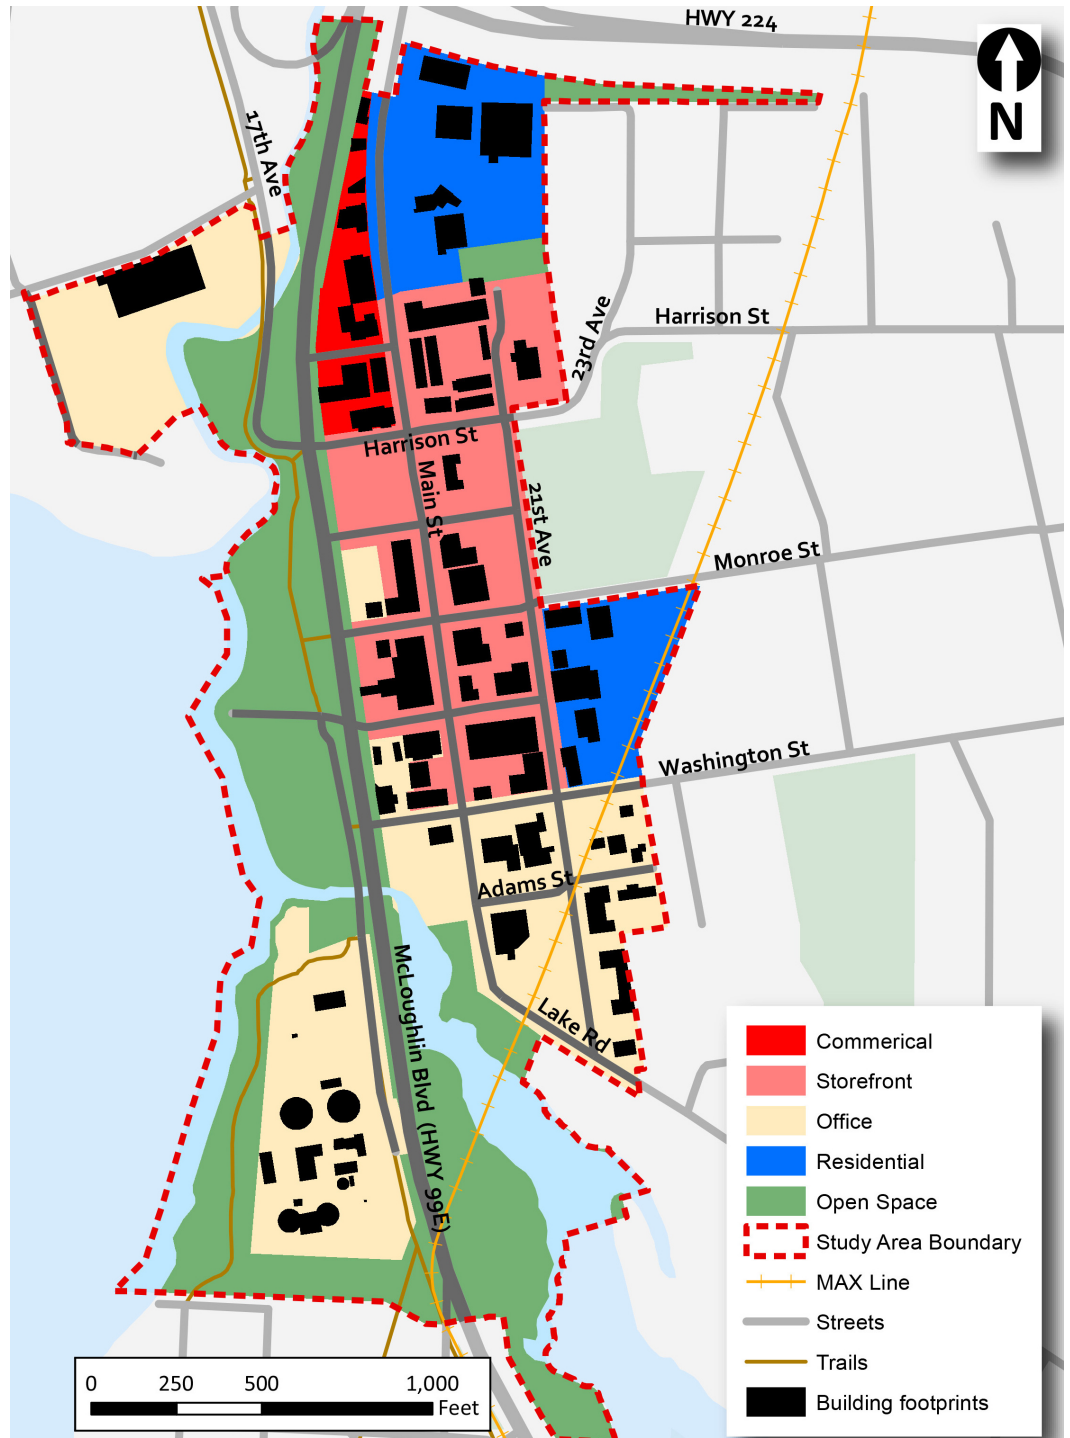 HWY 224
N
17th Ave
23rd Ave
Harrison St
Harrison St
Main St
21st Ave
Monroe St
Washington St
Adams St
McLoughlin Blvd (HWY 99E)
Lake Rd
Commerical
Storefront
Office
Residential
Open Space
Study Area Boundary
MAX Line
Streets
Trails
Building footprints
0 250 500 1,000
Feet